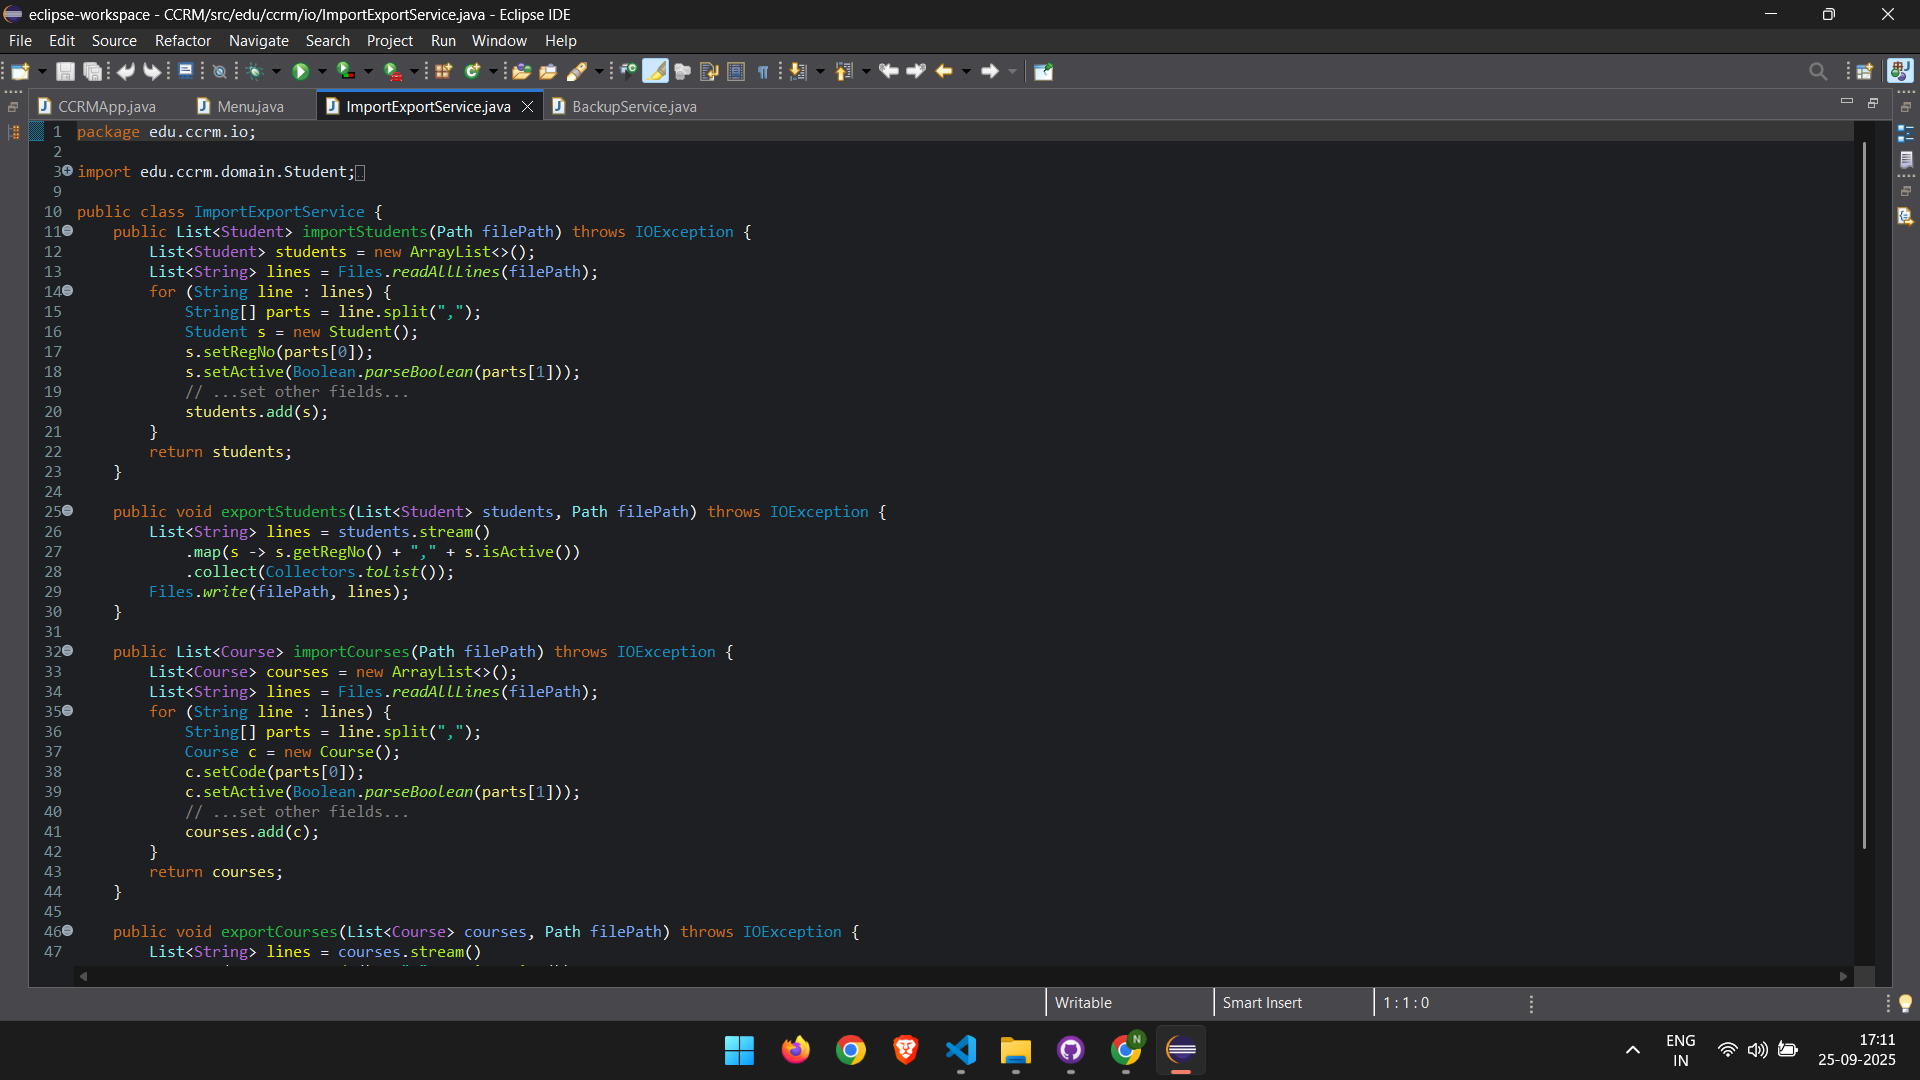 eclipse-workspace - CCRM/src/edu/ccrm/io/ImportExportService.java - Eclipse IDE
File Edit Source Refactor Navigate Search Project Run Window Help
CCRMApp.java Menu.java ImportExportService.java BackupService.java
1 package edu.ccrm.io;
2
3 import edu.ccrm.domain.Student;
9
10 public class ImportExportService {
11     public List<Student> importStudents(Path filePath) throws IOException {
12         List<Student> students = new ArrayList<>();
13         List<String> lines = Files.readAllLines(filePath);
14         for (String line : lines) {
15             String[] parts = line.split(",");
16             Student s = new Student();
17             s.setRegNo(parts[0]);
18             s.setActive(Boolean.parseBoolean(parts[1]));
19             // ...set other fields...
20             students.add(s);
21         }
22         return students;
23     }
24
25     public void exportStudents(List<Student> students, Path filePath) throws IOException {
26         List<String> lines = students.stream()
27             .map(s -> s.getRegNo() + "," + s.isActive())
28             .collect(Collectors.toList());
29         Files.write(filePath, lines);
30     }
31
32     public List<Course> importCourses(Path filePath) throws IOException {
33         List<Course> courses = new ArrayList<>();
34         List<String> lines = Files.readAllLines(filePath);
35         for (String line : lines) {
36             String[] parts = line.split(",");
37             Course c = new Course();
38             c.setCode(parts[0]);
39             c.setActive(Boolean.parseBoolean(parts[1]));
40             // ...set other fields...
41             courses.add(c);
42         }
43         return courses;
44     }
45
46     public void exportCourses(List<Course> courses, Path filePath) throws IOException {
47         List<String> lines = courses.stream()
Writable Smart Insert 1 : 1 : 0
N
ENG 17:11
IN 25-09-2025